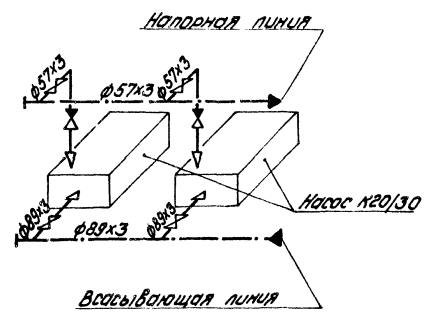 Напорная линия
ф57х3
ф57х3
ф57х3
Насос К20/30
ф89х3
ф89х3
ф89х3
Всасывающая линия